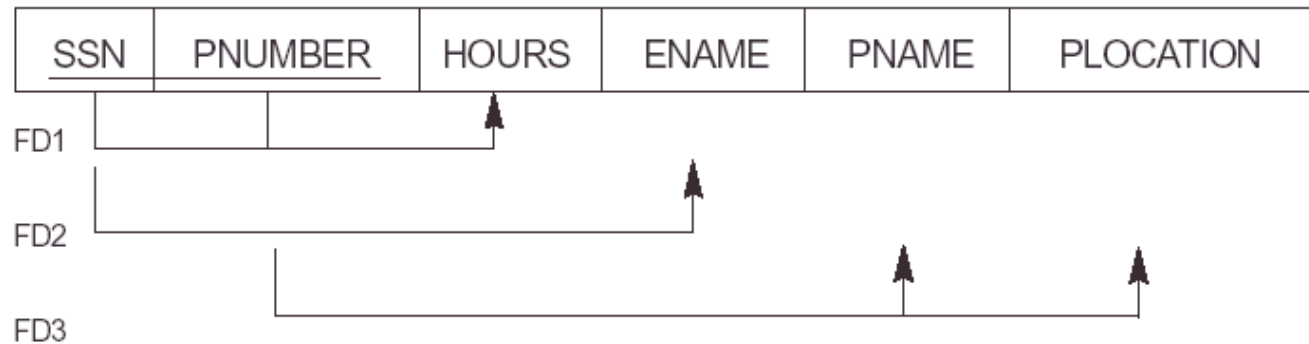 SSN PNUMBER HOURS ENAME PNAME PLOCATION
FD1
FD2
FD3